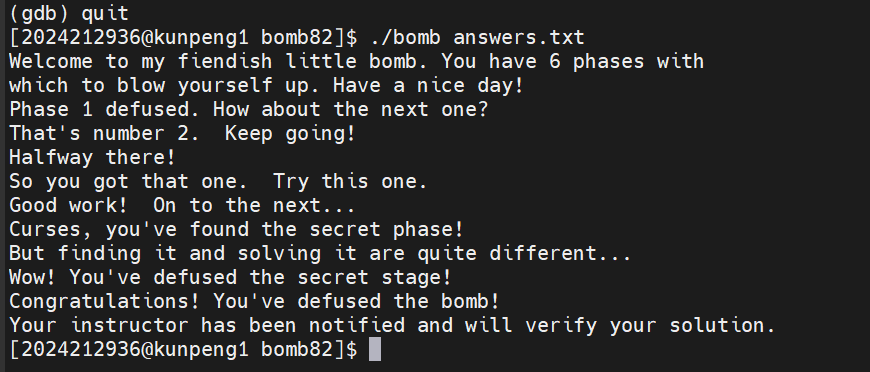 (gdb) quit
[2024212936@kunpeng1 bomb82]$ ./bomb answers.txt
Welcome to my fiendish little bomb. You have 6 phases with
which to blow yourself up. Have a nice day!
Phase 1 defused. How about the next one?
That's number 2.  Keep going!
Halfway there!
So you got that one.  Try this one.
Good work!  On to the next...
Curses, you've found the secret phase!
But finding it and solving it are quite different...
Wow! You've defused the secret stage!
Congratulations! You've defused the bomb!
Your instructor has been notified and will verify your solution.
[2024212936@kunpeng1 bomb82]$